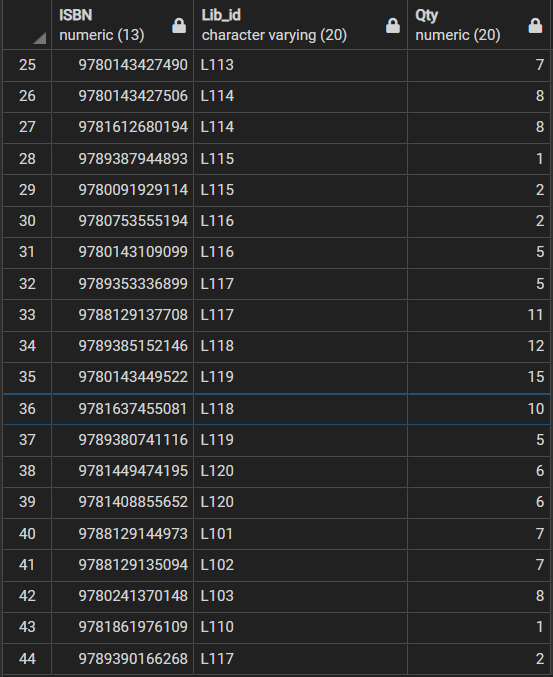 ISBN Lib_id Qty
numeric (13) character varying (20) numeric (20)
25 9780143427490 L113 7
26 9780143427506 L114 8
27 9781612680194 L114 8
28 9789387944893 L115 1
29 9780091929114 L115 2
30 9780753555194 L116 2
31 9780143109099 L116 5
32 9789353336899 L117 5
33 9788129137708 L117 11
34 9789385152146 L118 12
35 9780143449522 L119 15
36 9781637455081 L118 10
37 9789380741116 L119 5
38 9781449474195 L120 6
39 9781408855652 L120 6
40 9788129144973 L101 7
41 9788129135094 L102 7
42 9780241370148 L103 8
43 9781861976109 L110 1
44 9789390166268 L117 2